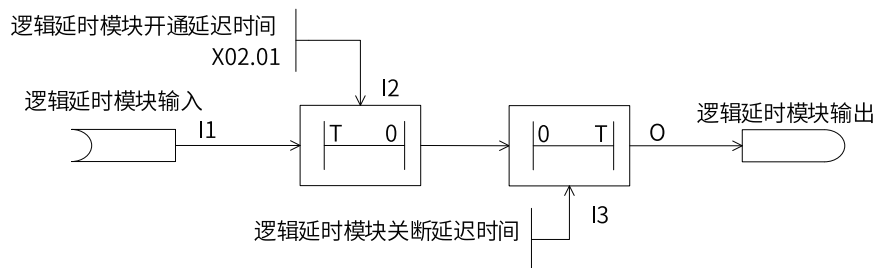 逻辑延时模块开通延迟时间
X02.01
I2
逻辑延时模块输入
I1
T 0
0 T
O
逻辑延时模块输出
逻辑延时模块关断延迟时间
I3